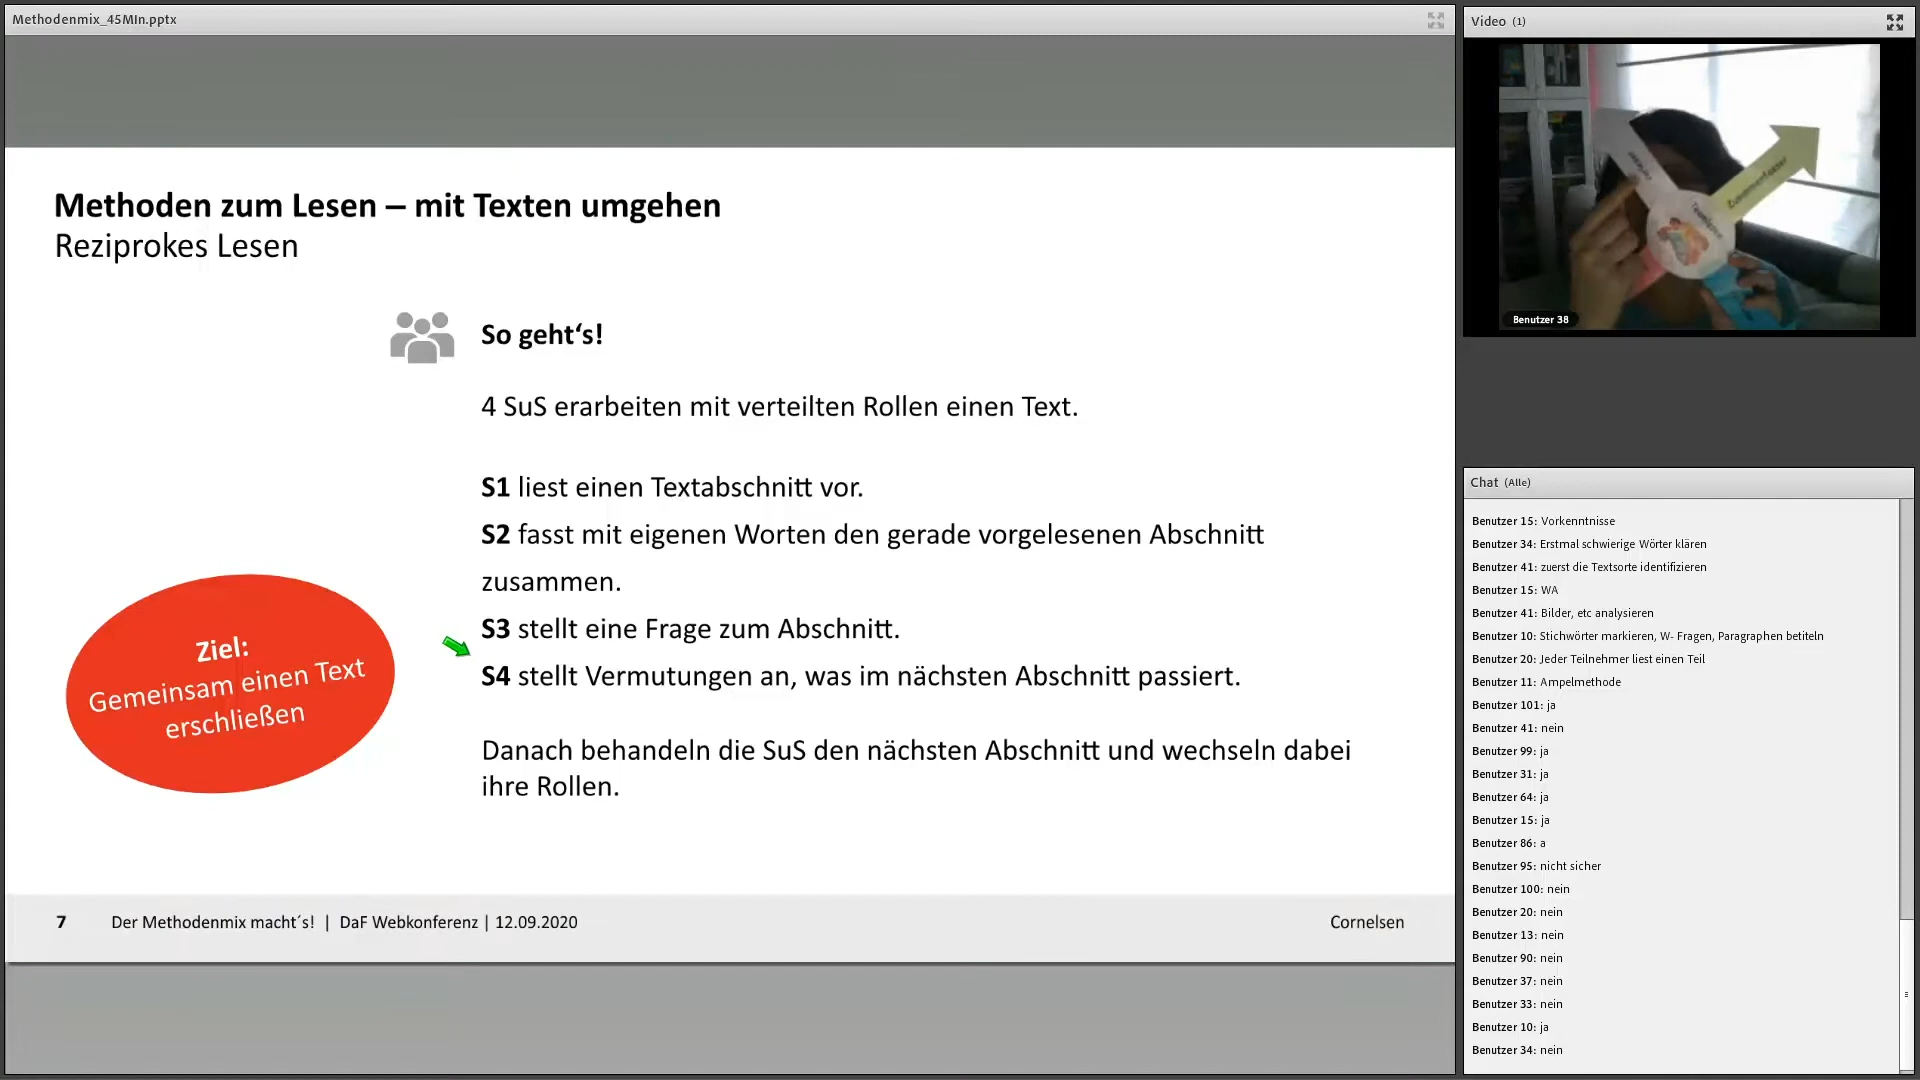 Methodenmix_45MIn.pptx
Methoden zum Lesen – mit Texten umgehen
Reziprokes Lesen
So geht‘s!
4 SuS erarbeiten mit verteilten Rollen einen Text.
S1 liest einen Textabschnitt vor.
S2 fasst mit eigenen Worten den gerade vorgelesenen Abschnitt
zusammen.
S3 stellt eine Frage zum Abschnitt.
S4 stellt Vermutungen an, was im nächsten Abschnitt passiert.
Danach behandeln die SuS den nächsten Abschnitt und wechseln dabei
ihre Rollen.
Ziel:
Gemeinsam einen Text
erschließen
7 Der Methodenmix macht´s! | DaF Webkonferenz | 12.09.2020 Cornelsen
Video (1)
Benutzer 38
Chat (Alle)
Benutzer 15: Vorkenntnisse
Benutzer 34: Erstmal schwierige Wörter klären
Benutzer 41: zuerst die Textsorte identifizieren
Benutzer 15: WA
Benutzer 41: Bilder, etc analysieren
Benutzer 10: Stichwörter markieren, W- Fragen, Paragraphen betiteln
Benutzer 20: Jeder Teilnehmer liest einen Teil
Benutzer 11: Ampelmethode
Benutzer 101: ja
Benutzer 41: nein
Benutzer 99: ja
Benutzer 31: ja
Benutzer 64: ja
Benutzer 15: ja
Benutzer 86: a
Benutzer 95: nicht sicher
Benutzer 100: nein
Benutzer 20: nein
Benutzer 13: nein
Benutzer 90: nein
Benutzer 37: nein
Benutzer 33: nein
Benutzer 10: ja
Benutzer 34: nein